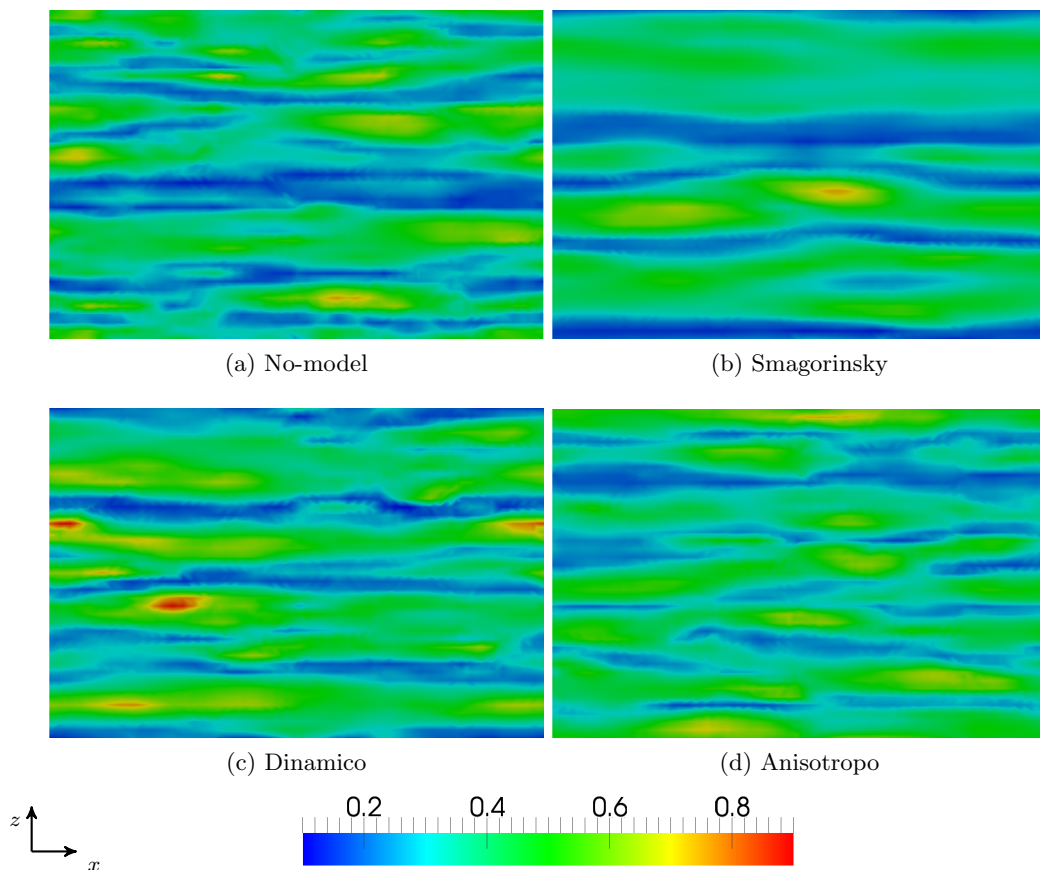 (a) No-model
(b) Smagorinsky
(c) Dinamico
(d) Anisotropo
0.2 0.4 0.6 0.8
z
x